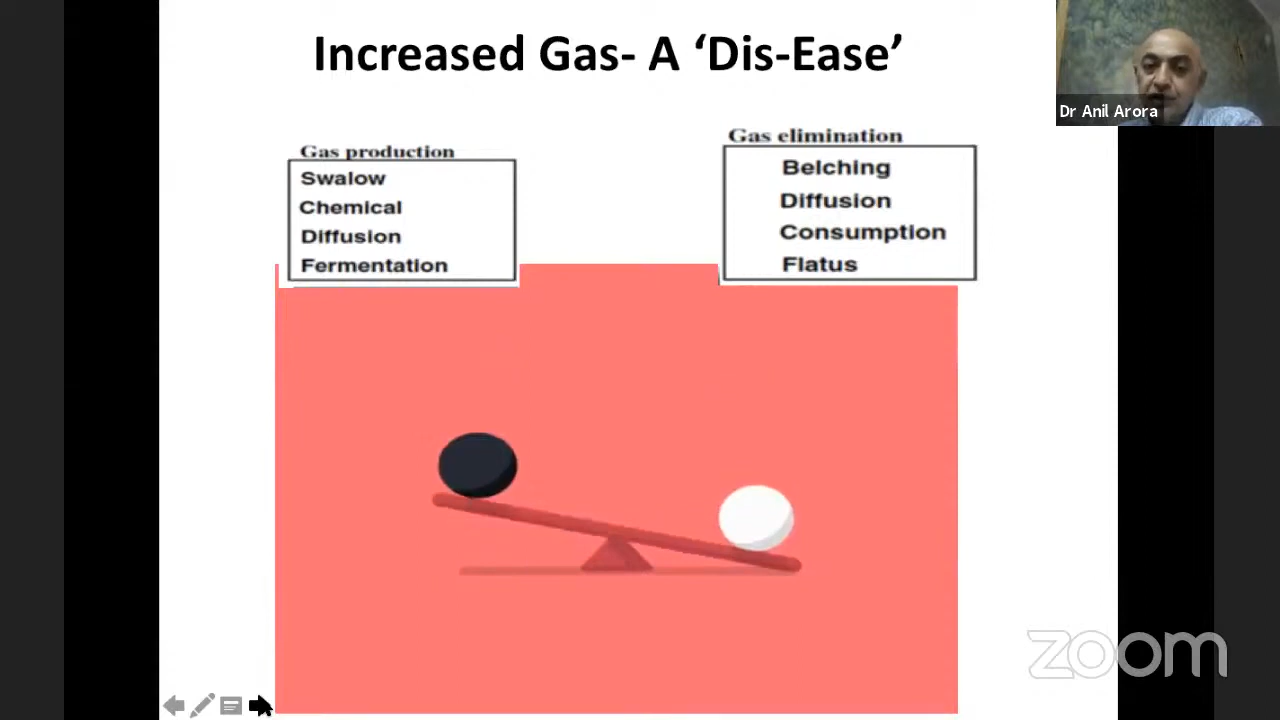 Increased Gas- A ‘Dis-Ease’
Dr Anil Arora
Gas production
Swalow
Chemical
Diffusion
Fermentation
Gas elimination
Belching
Diffusion
Consumption
Flatus
zoom